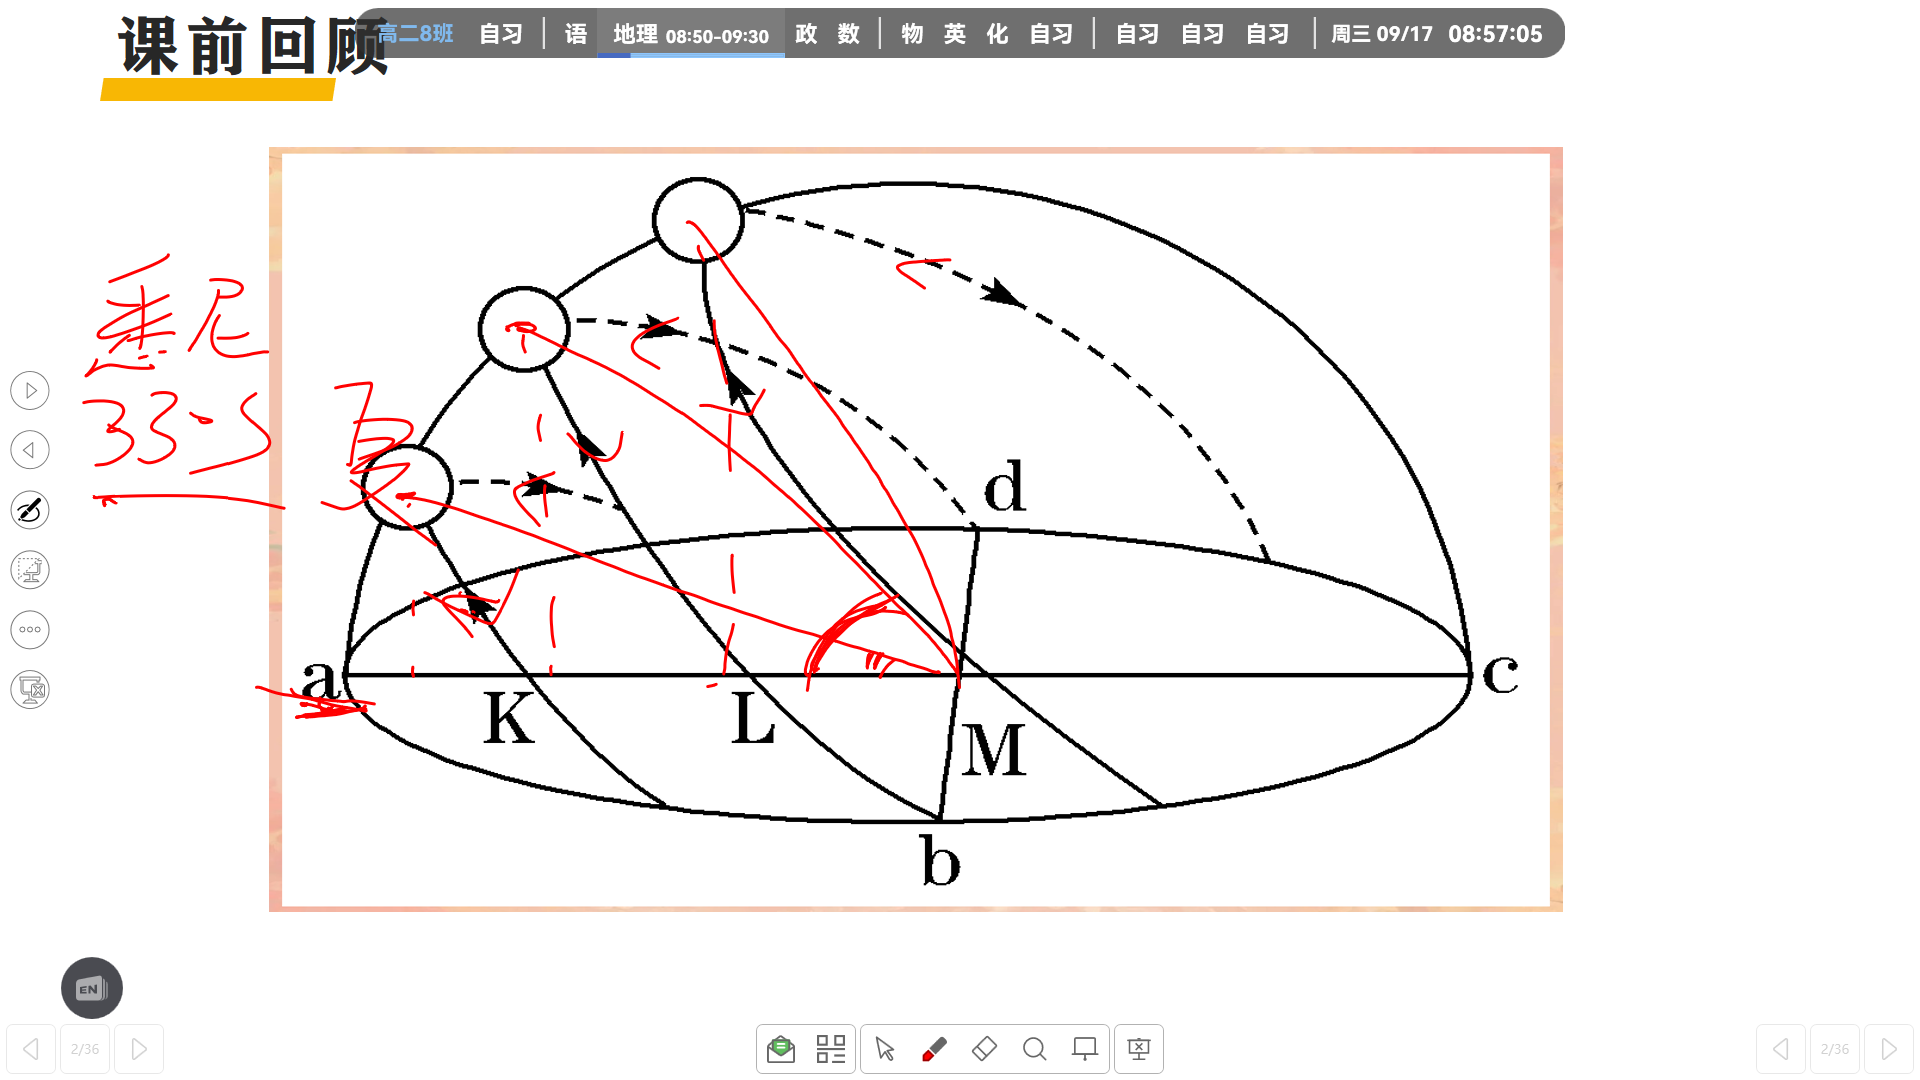 课前回顾
高二8班 自习 | 语 地理 08:50-09:30 政 数 | 物 英 化 自习 | 自习 自习 自习 | 周三 09/17 08:57:05
悉尼
33°S
d
a
c
K
L
M
b
EN
2/36
2/36